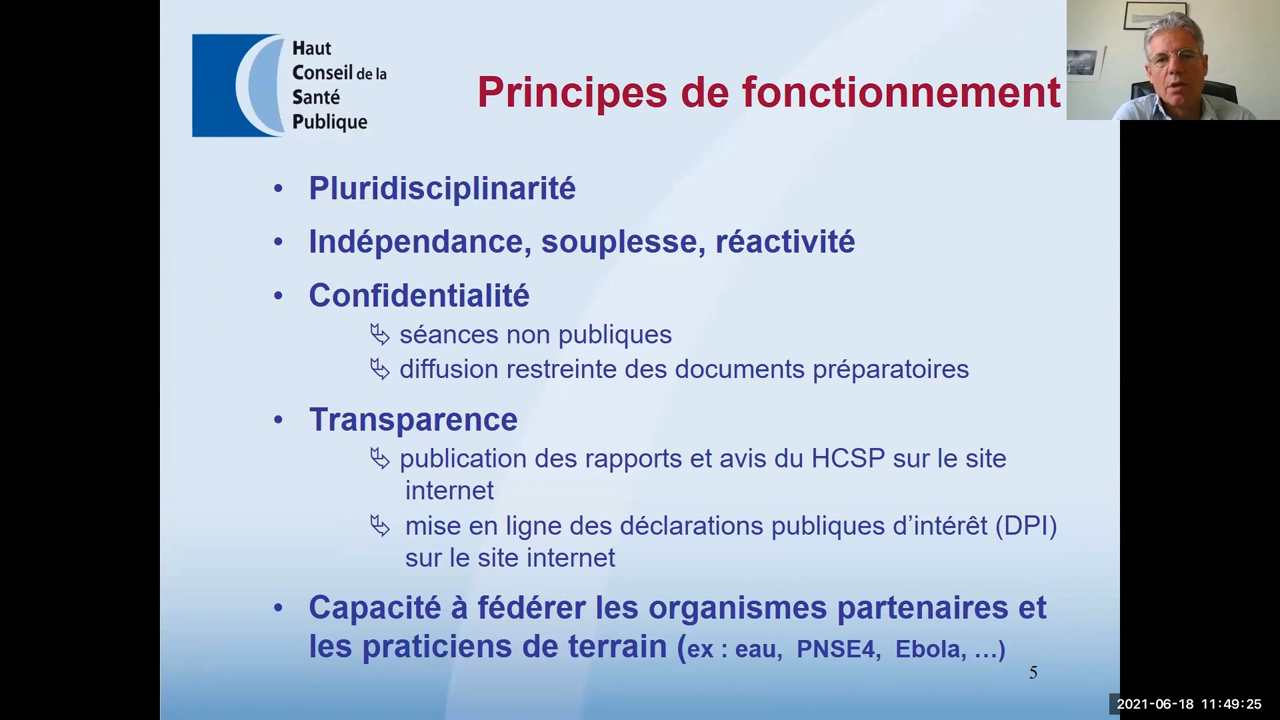 Haut
Conseil de la
Santé
Publique
Principes de fonctionnement
• Pluridisciplinarité
• Indépendance, souplesse, réactivité
• Confidentialité
séances non publiques
diffusion restreinte des documents préparatoires
• Transparence
publication des rapports et avis du HCSP sur le site
internet
mise en ligne des déclarations publiques d’intérêt (DPI)
sur le site internet
• Capacité à fédérer les organismes partenaires et
les praticiens de terrain (ex : eau, PNSE4, Ebola, …)
5
2021-06-18 11:49:25